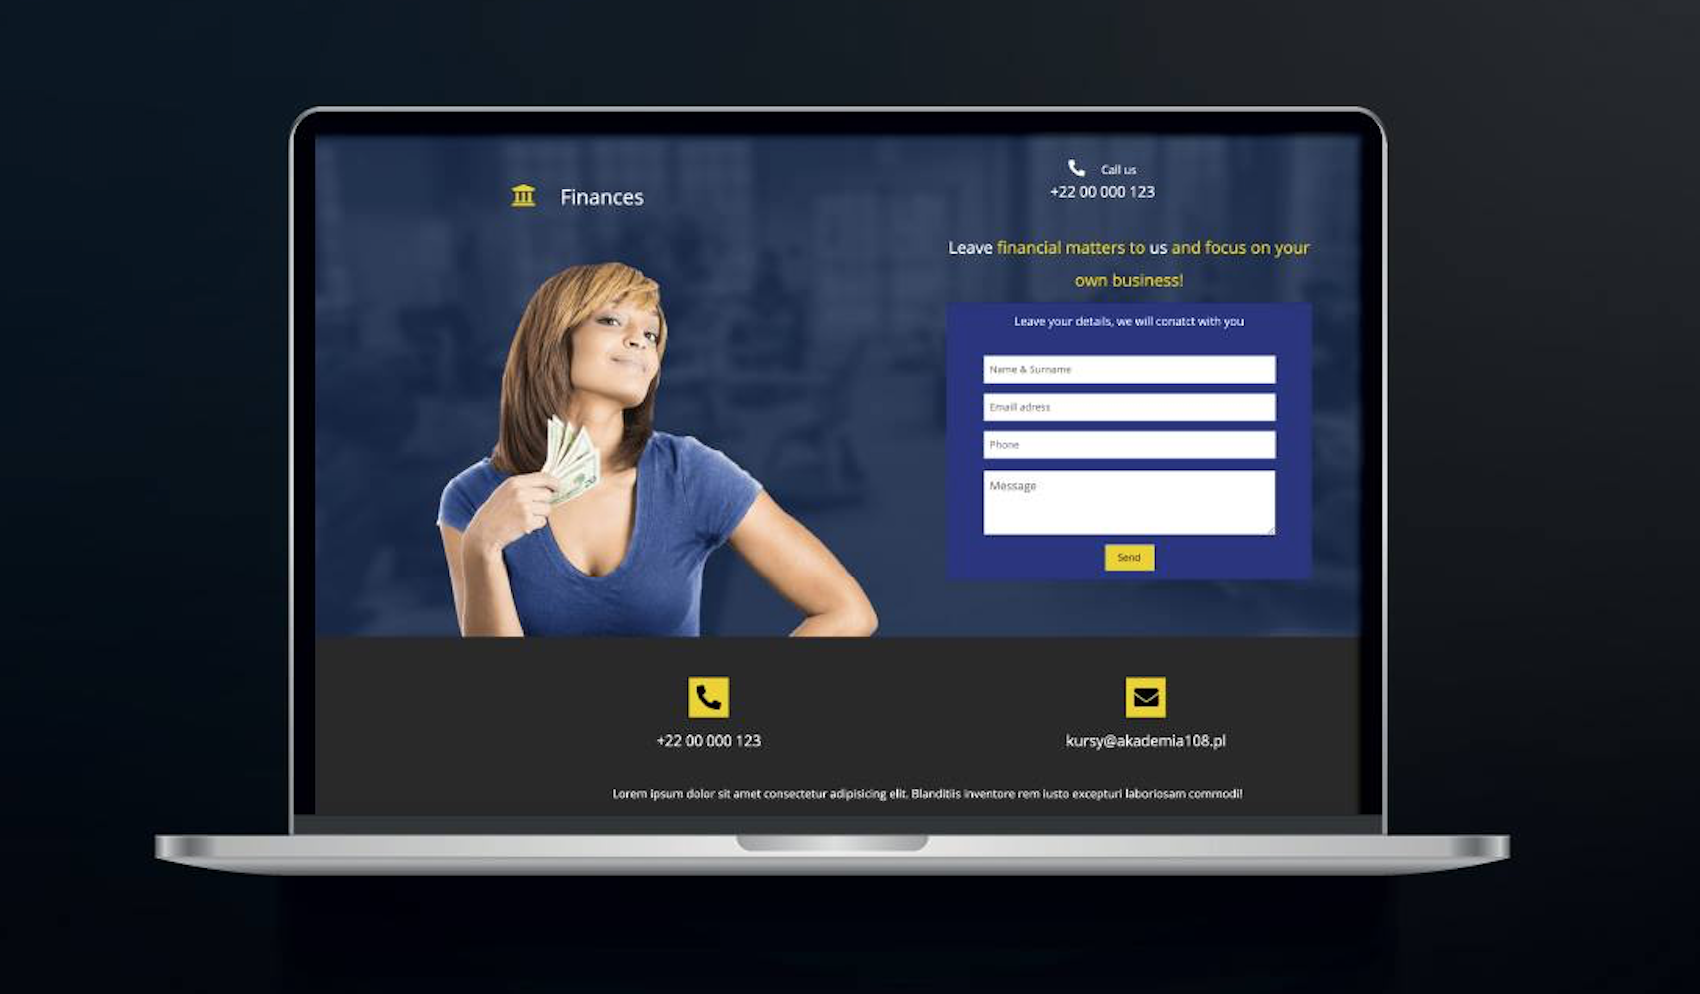 Finances
Call us
+22 00 000 123
Leave financial matters to us and focus on your
own business!
Leave your details, we will conatct with you
Name & Surname
Emaill adress
Phone
Message
Send
+22 00 000 123
kursy@akademia108.pl
Lorem ipsum dolor sit amet consectetur adipisicing elit. Blanditiis inventore rem iusto excepturi laboriosam commodi!